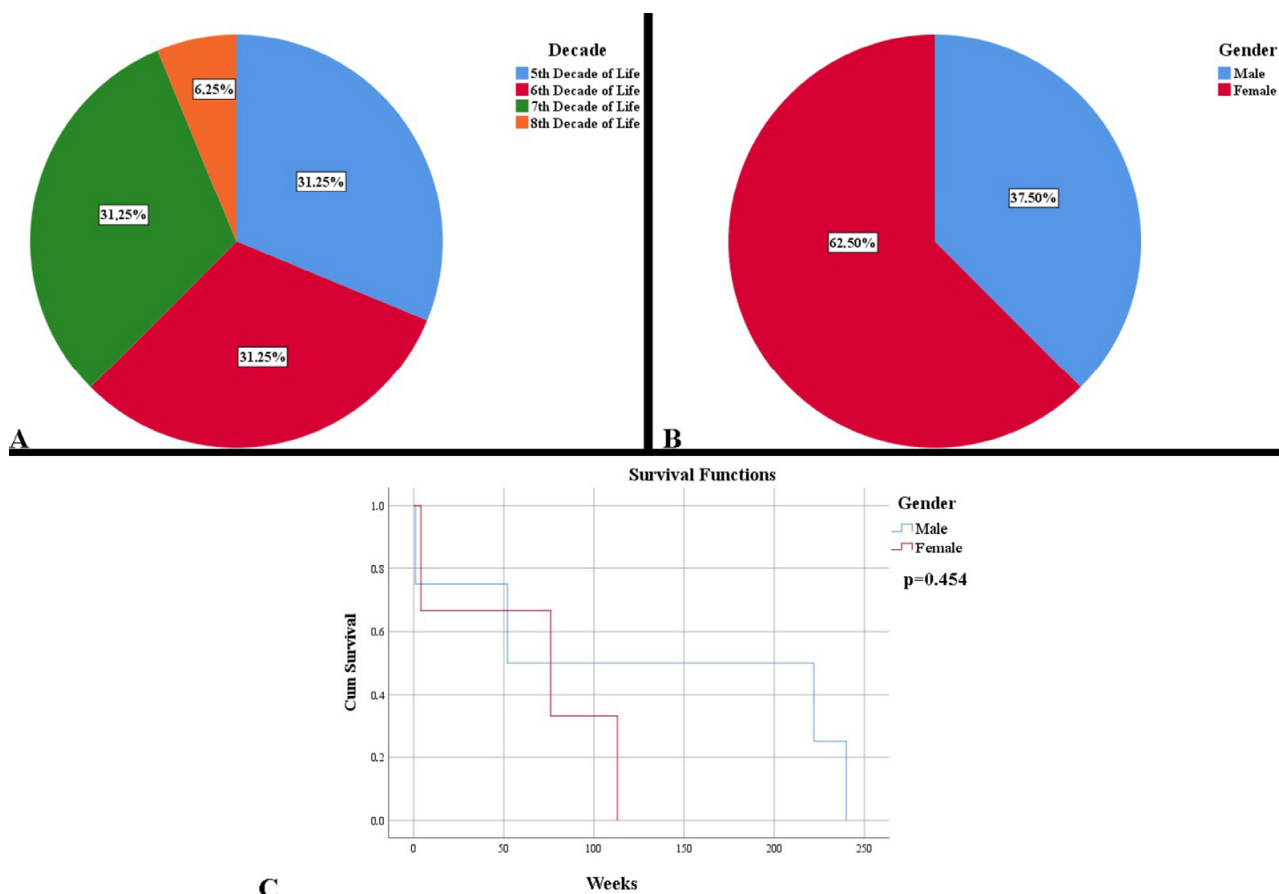 Decade
5th Decade of Life
6th Decade of Life
7th Decade of Life
8th Decade of Life
6.25%
31.25%
31,25%
31.25%
A
Gender
Male
Female
37.50%
62.50%
B
Survival Functions
Gender
Male
Female
p=0.454
Cum Survival
1.0
0.8
0.6
0.4
0.2
0.0
0
50
100
150
200
250
Weeks
C